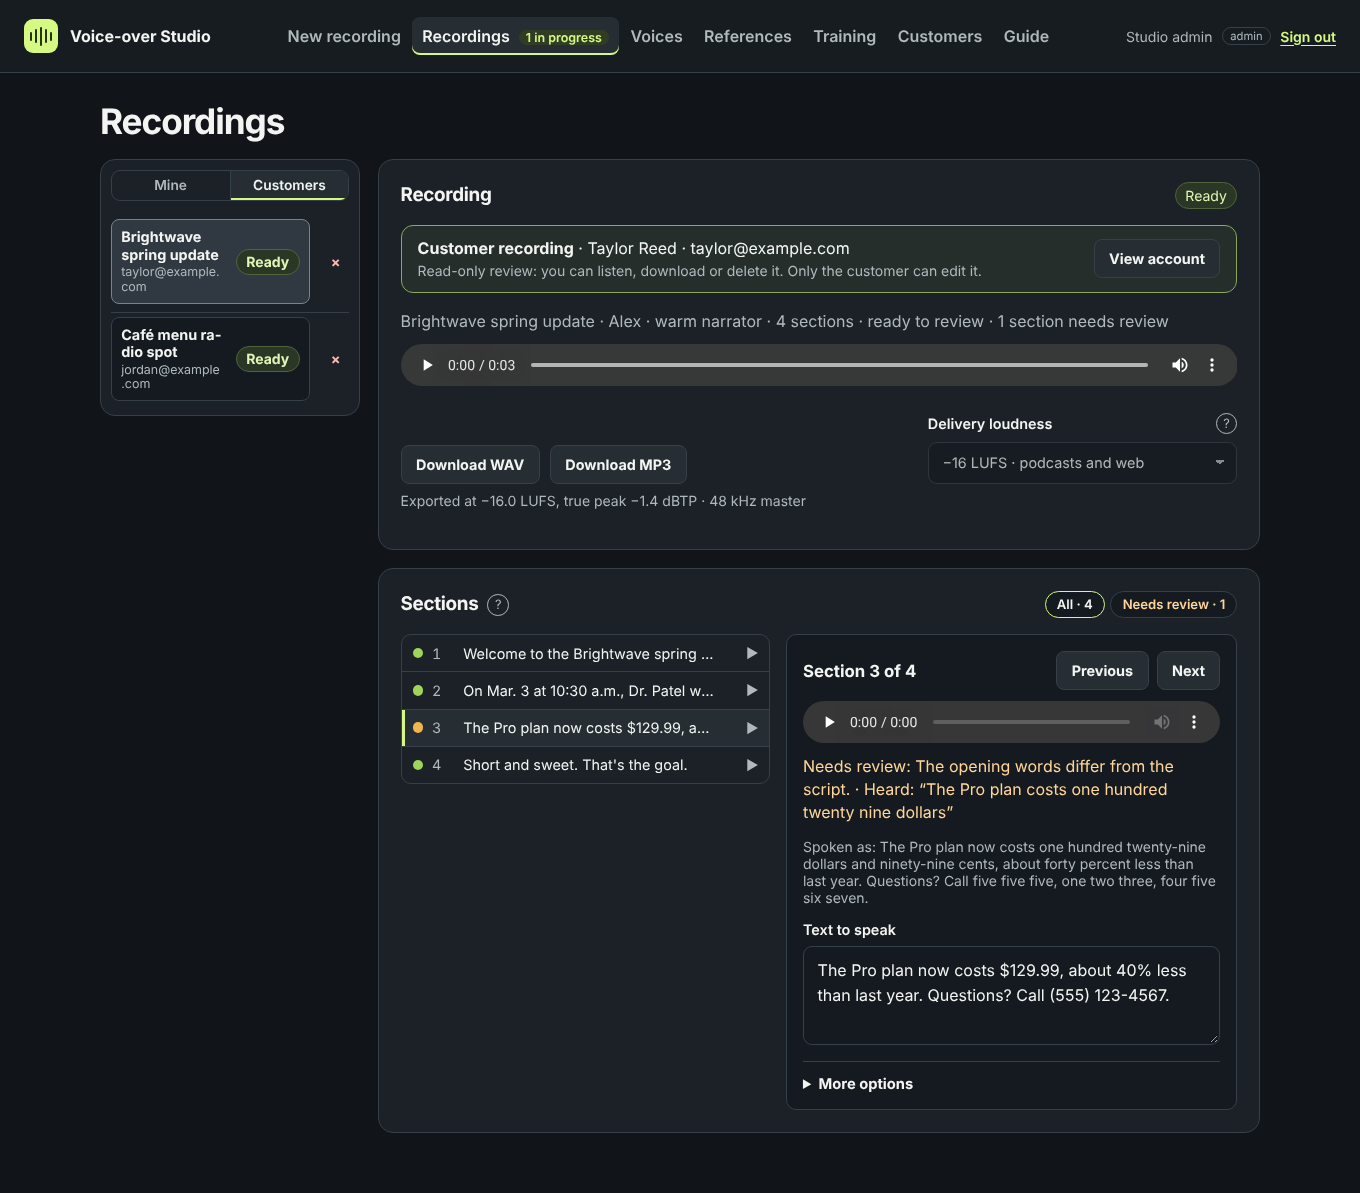 Voice-over Studio
New recording
Recordings 1 in progress
Voices
References
Training
Customers
Guide
Studio admin admin Sign out
Recordings
Mine
Customers
Brightwave
spring update
taylor@example.
com
Ready
×
Café menu ra-
dio spot
jordan@example
.com
Ready
×
Recording
Ready
Customer recording · Taylor Reed · taylor@example.com
Read-only review: you can listen, download or delete it. Only the customer can edit it.
View account
Brightwave spring update · Alex · warm narrator · 4 sections · ready to review · 1 section needs review
0:00 / 0:03
Delivery loudness ?
Download WAV
Download MP3
−16 LUFS · podcasts and web
Exported at −16.0 LUFS, true peak −1.4 dBTP · 48 kHz master
Sections ?
All · 4
Needs review · 1
1 Welcome to the Brightwave spring ...
2 On Mar. 3 at 10:30 a.m., Dr. Patel w...
3 The Pro plan now costs $129.99, a...
4 Short and sweet. That's the goal.
Section 3 of 4
Previous
Next
0:00 / 0:00
Needs review: The opening words differ from the
script. · Heard: “The Pro plan costs one hundred
twenty nine dollars”
Spoken as: The Pro plan now costs one hundred twenty-nine
dollars and ninety-nine cents, about forty percent less than
last year. Questions? Call five five five, one two three, four five
six seven.
Text to speak
The Pro plan now costs $129.99, about 40% less
than last year. Questions? Call (555) 123-4567.
More options